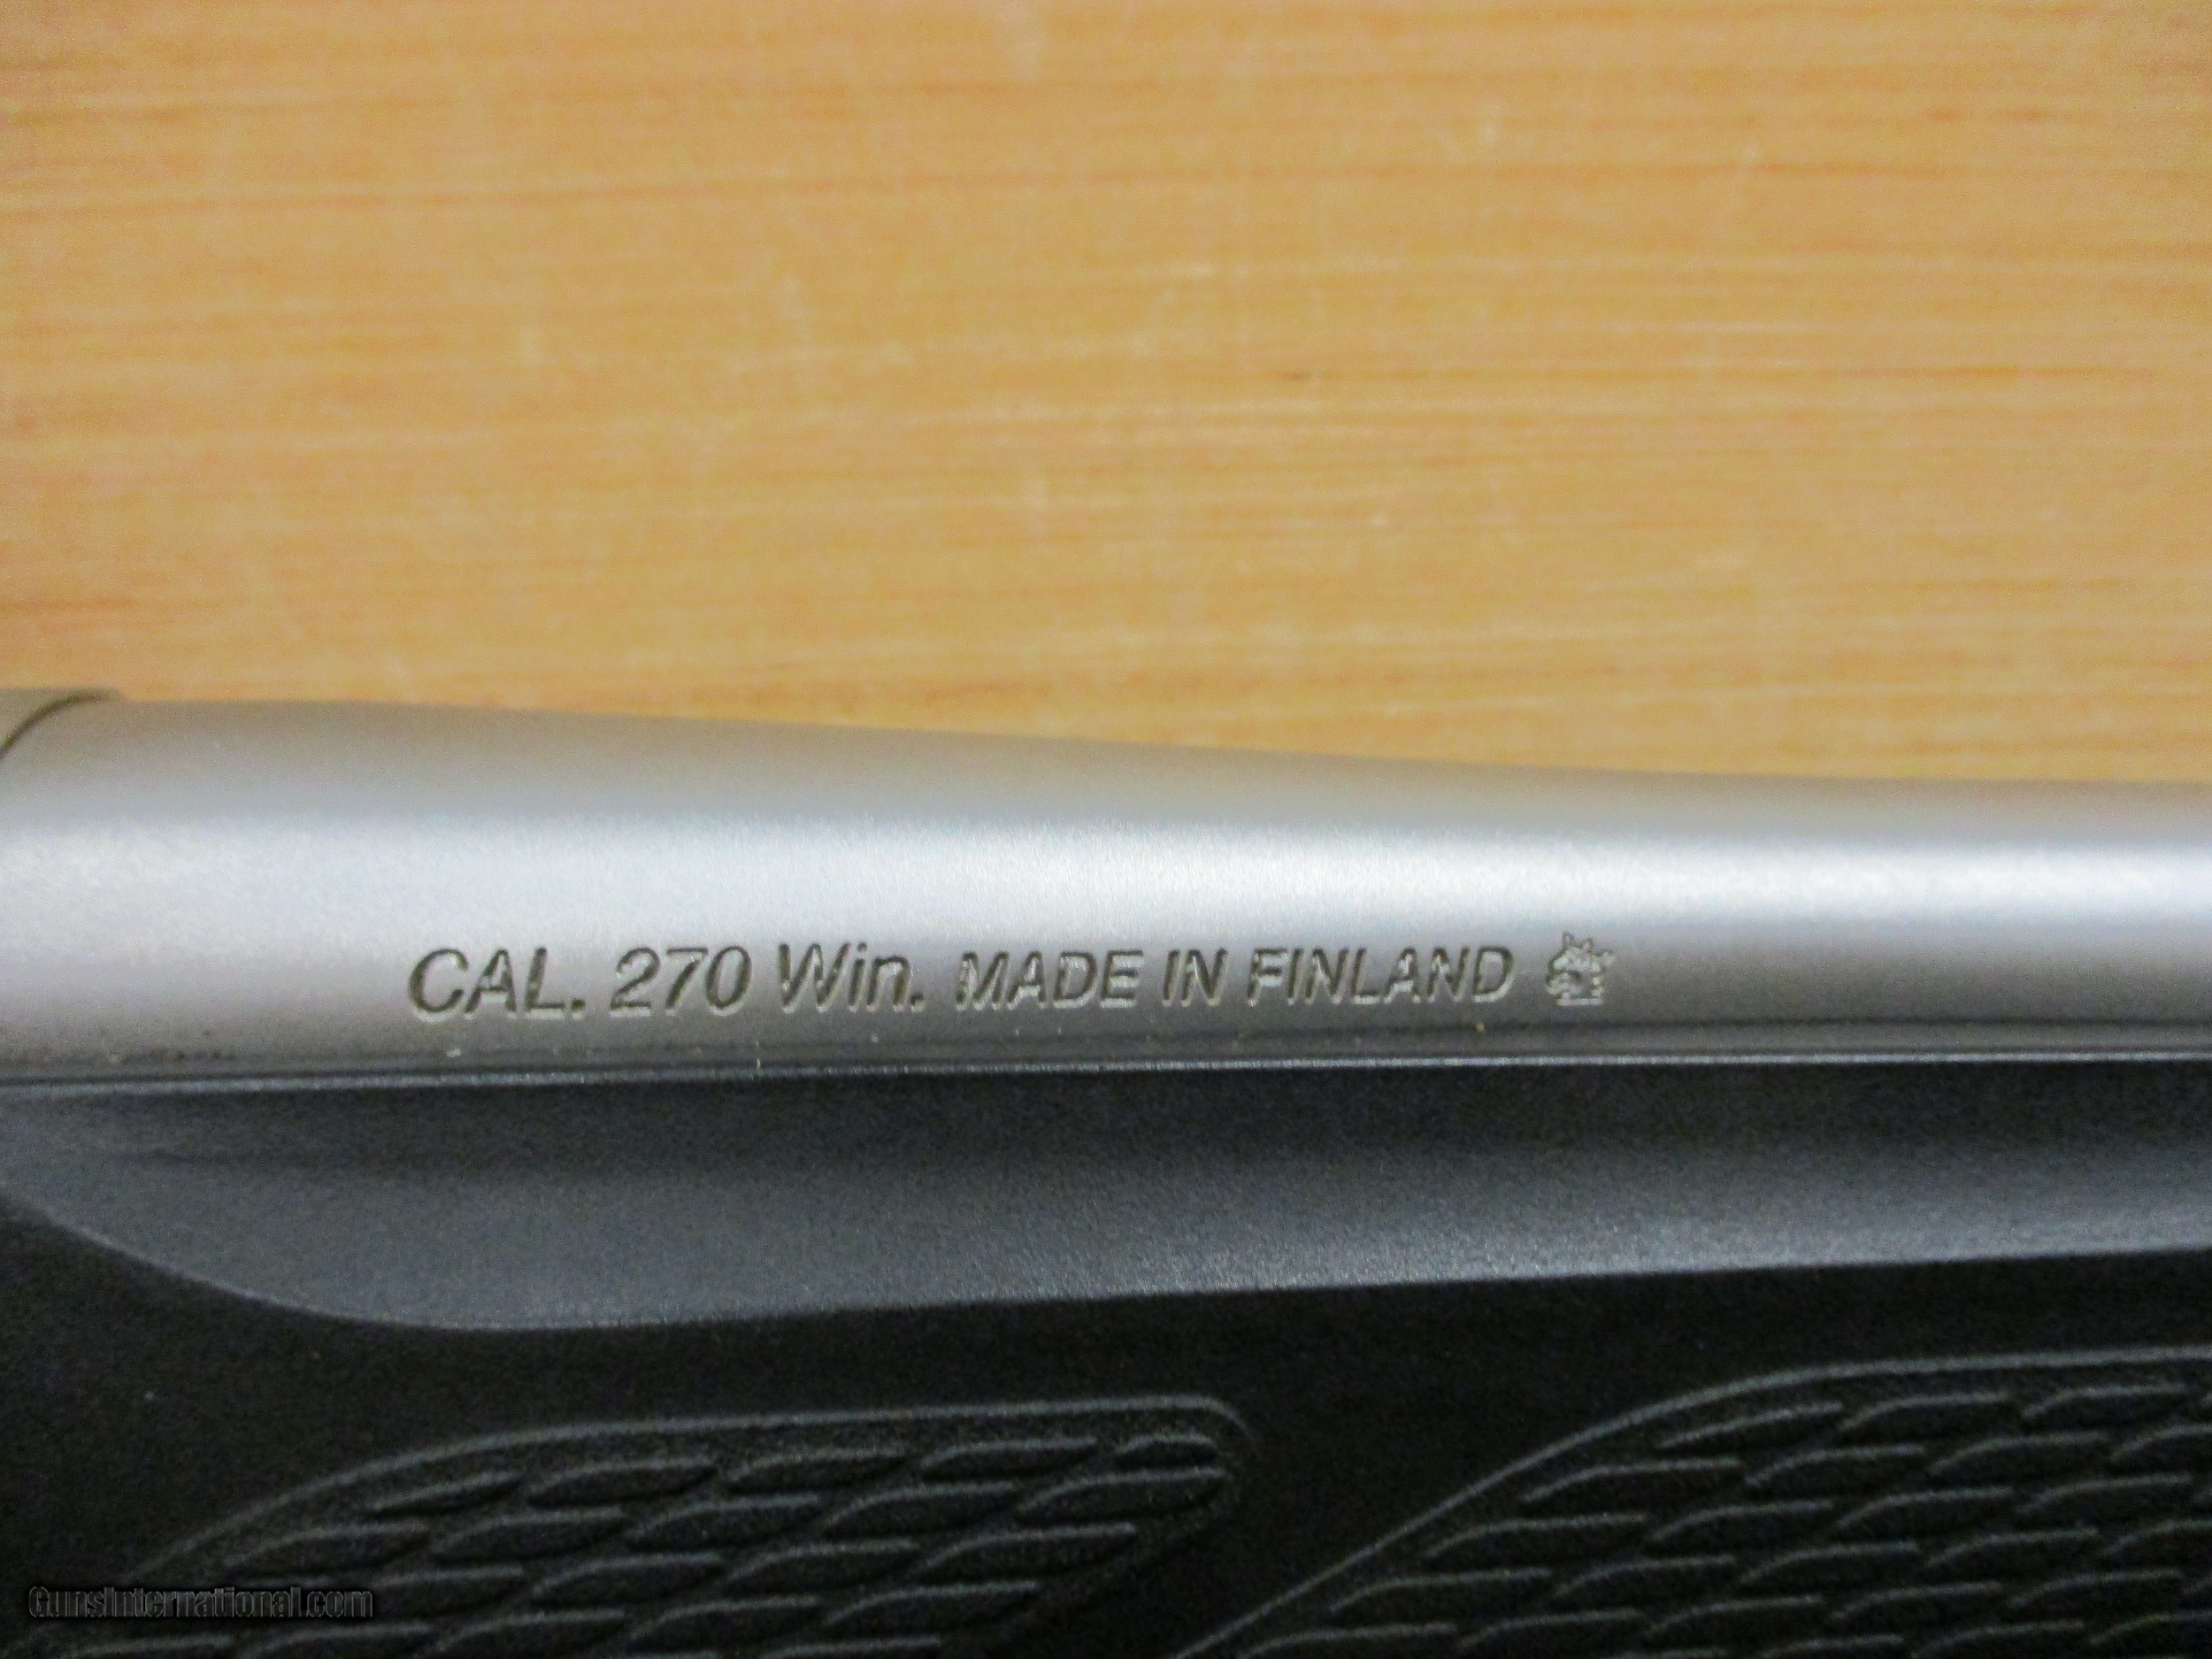 CAL. 270 Win. MADE IN FINLAND
GunsInternational.com